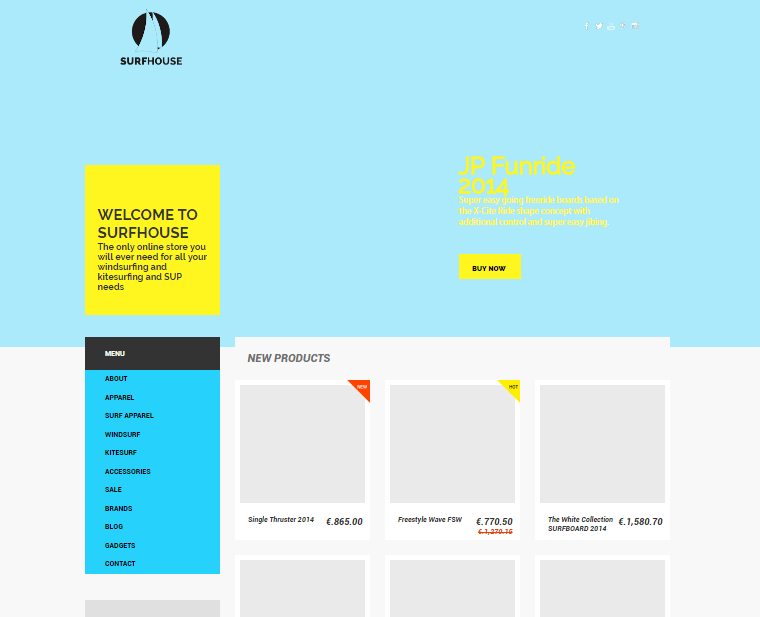 SURFHOUSE
JP Funride
2014
Super easy going freeride boards based on
the X-Cite Ride shape concept with
additional control and super easy jibing.
BUY NOW
WELCOME TO
SURFHOUSE
The only online store you
will ever need for all your
windsurfing and
kitesurfing and SUP
needs
MENU
ABOUT
APPAREL
SURF APPAREL
WINDSURF
KITESURF
ACCESSORIES
SALE
BRANDS
BLOG
GADGETS
CONTACT
NEW PRODUCTS
NEW
Single Thruster 2014 €.865.00
HOT
Freestyle Wave FSW €.770.50
€.1,270.15
The White Collection €.1,580.70
SURFBOARD 2014